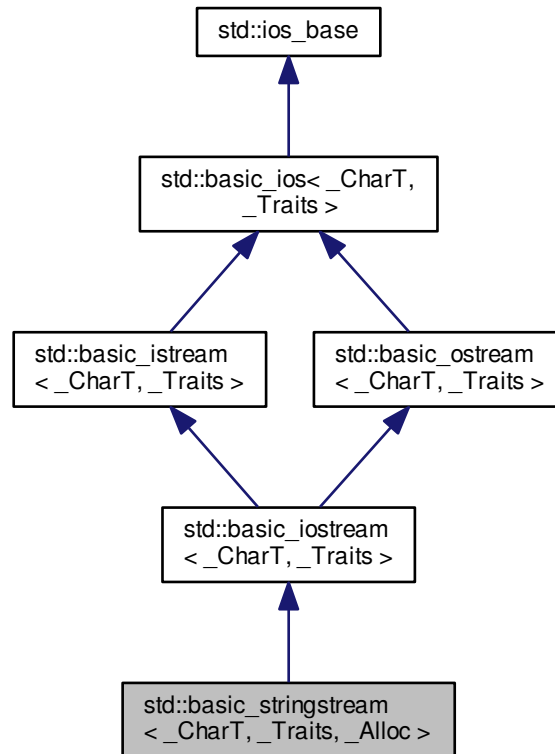 std::ios_base
std::basic_ios< _CharT,
_Traits >
std::basic_istream
< _CharT, _Traits >
std::basic_ostream
< _CharT, _Traits >
std::basic_iostream
< _CharT, _Traits >
std::basic_stringstream
< _CharT, _Traits, _Alloc >